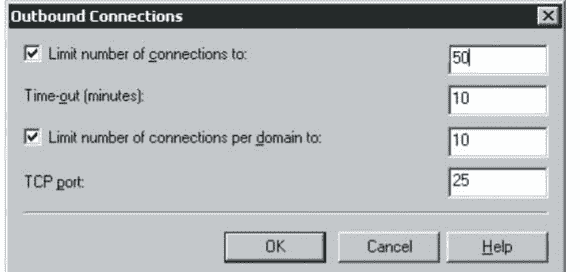 Outbound Connections
Limit number of connections to: 50
Time-out (minutes): 10
Limit number of connections per domain to: 10
TCP port: 25
OK Cancel Help